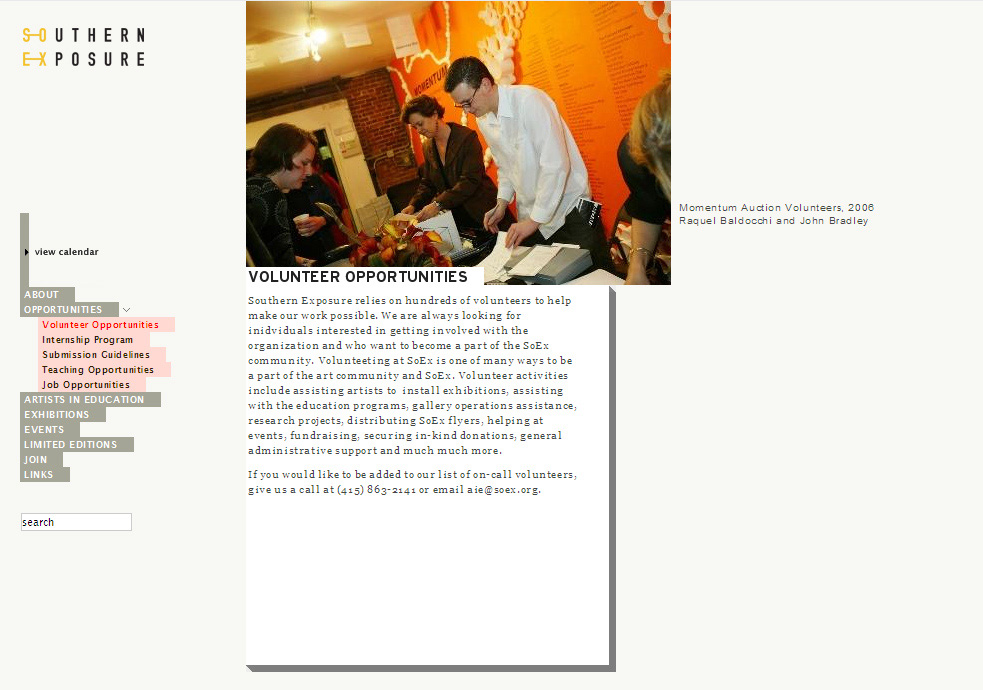 SOUTHERN
EXPOSURE
MOMENTUM
Momentum Auction Volunteers, 2006
Raquel Baldocchi and John Bradley
view calendar
ABOUT
OPPORTUNITIES
Volunteer Opportunities
Internship Program
Submission Guidelines
Teaching Opportunities
Job Opportunities
ARTISTS IN EDUCATION
EXHIBITIONS
EVENTS
LIMITED EDITIONS
JOIN
LINKS
search
VOLUNTEER OPPORTUNITIES
Southern Exposure relies on hundreds of volunteers to help
make our work possible. We are always looking for
inidviduals interested in getting involved with the
organization and who want to become a part of the SoEx
community. Volunteeting at SoEx is one of many ways to be
a part of the art community and SoEx. Volunteer activities
include assisting artists to install exhibitions, assisting
with the education programs, gallery operations assistance,
research projects, distributing SoEx flyers, helping at
events, fundraising, securing in-kind donations, general
administrative support and much much more.
If you would like to be added to our list of on-call volunteers,
give us a call at (415) 863-2141 or email aie@soex.org.